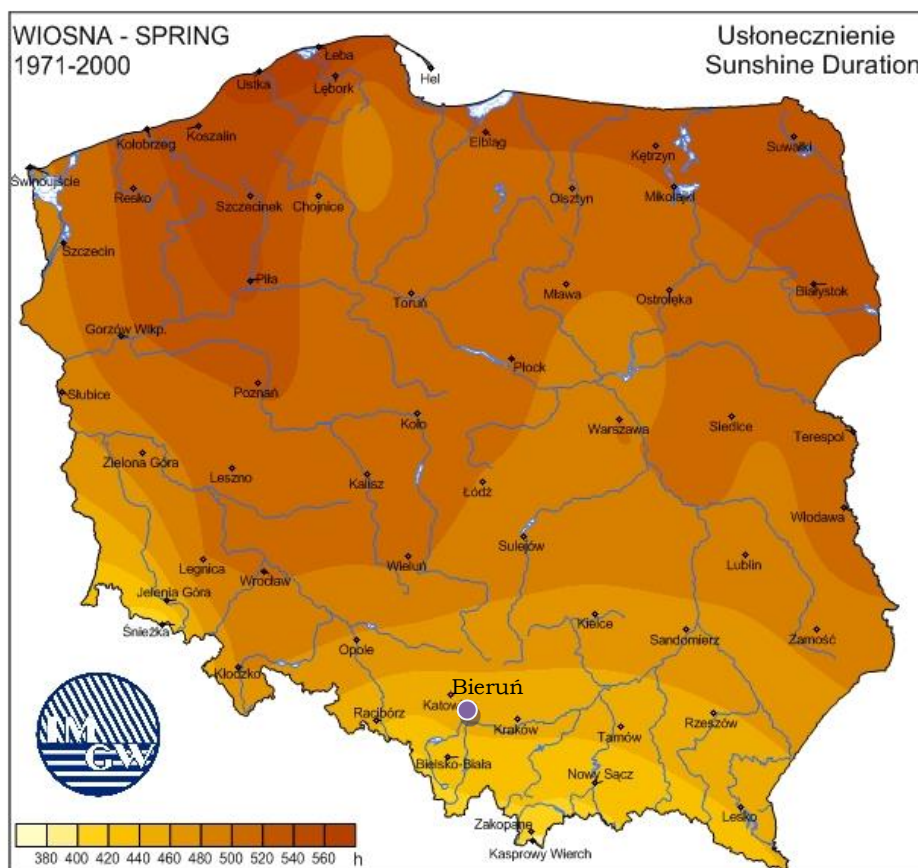 WIOSNA - SPRING
1971-2000
Usłonecznienie
Sunshine Duration
Łeba
Ustka
Lębork
Hel
Kołobrzeg
Koszalin
Elbląg
Kętrzyn
Suwałki
Świnoujście
Resko
Szczecinek
Chojnice
Olsztyn
Mikołajki
Szczecin
Piła
Toruń
Mława
Ostrołęka
Białystok
Gorzów Wlkp.
Płock
Słubice
Poznań
Koło
Warszawa
Siedlce
Terespol
Zielona Góra
Leszno
Kalisz
Łódź
Włodawa
Sulejów
Legnica
Wrocław
Wieluń
Lublin
Jelenia Góra
Śnieżka
Kielce
Sandomierz
Zamość
Opole
Kłodzko
Bieruń
Katow
Racibórz
Kraków
Tarnów
Rzeszów
Bielsko-Biała
Nowy Sącz
Lesko
Zakopane
Kasprowy Wierch
IMGW
380 400 420 440 460 480 500 520 540 560 h